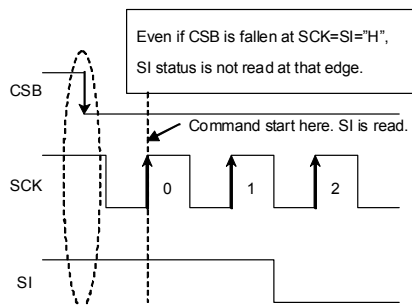 Even if CSB is fallen at SCK=SI=”H”,
SI status is not read at that edge.
CSB
Command start here. SI is read.
SCK
0 1 2
SI